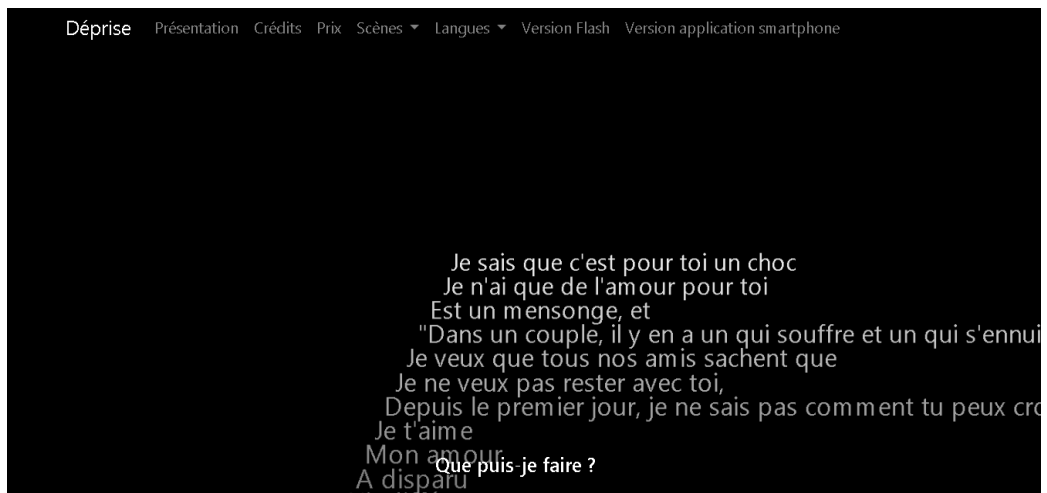 Déprise Présentation Crédits Prix Scènes Langues Version Flash Version application smartphone
Je sais que c'est pour toi un choc
Je n'ai que de l'amour pour toi
Est un mensonge, et
"Dans un couple, il y en a un qui souffre et un qui s'ennui
Je veux que tous nos amis sachent que
Je ne veux pas rester avec toi,
Depuis le premier jour, je ne sais pas comment tu peux cro
Je t'aime
Mon amour
Que puis-je faire ?
A disparu